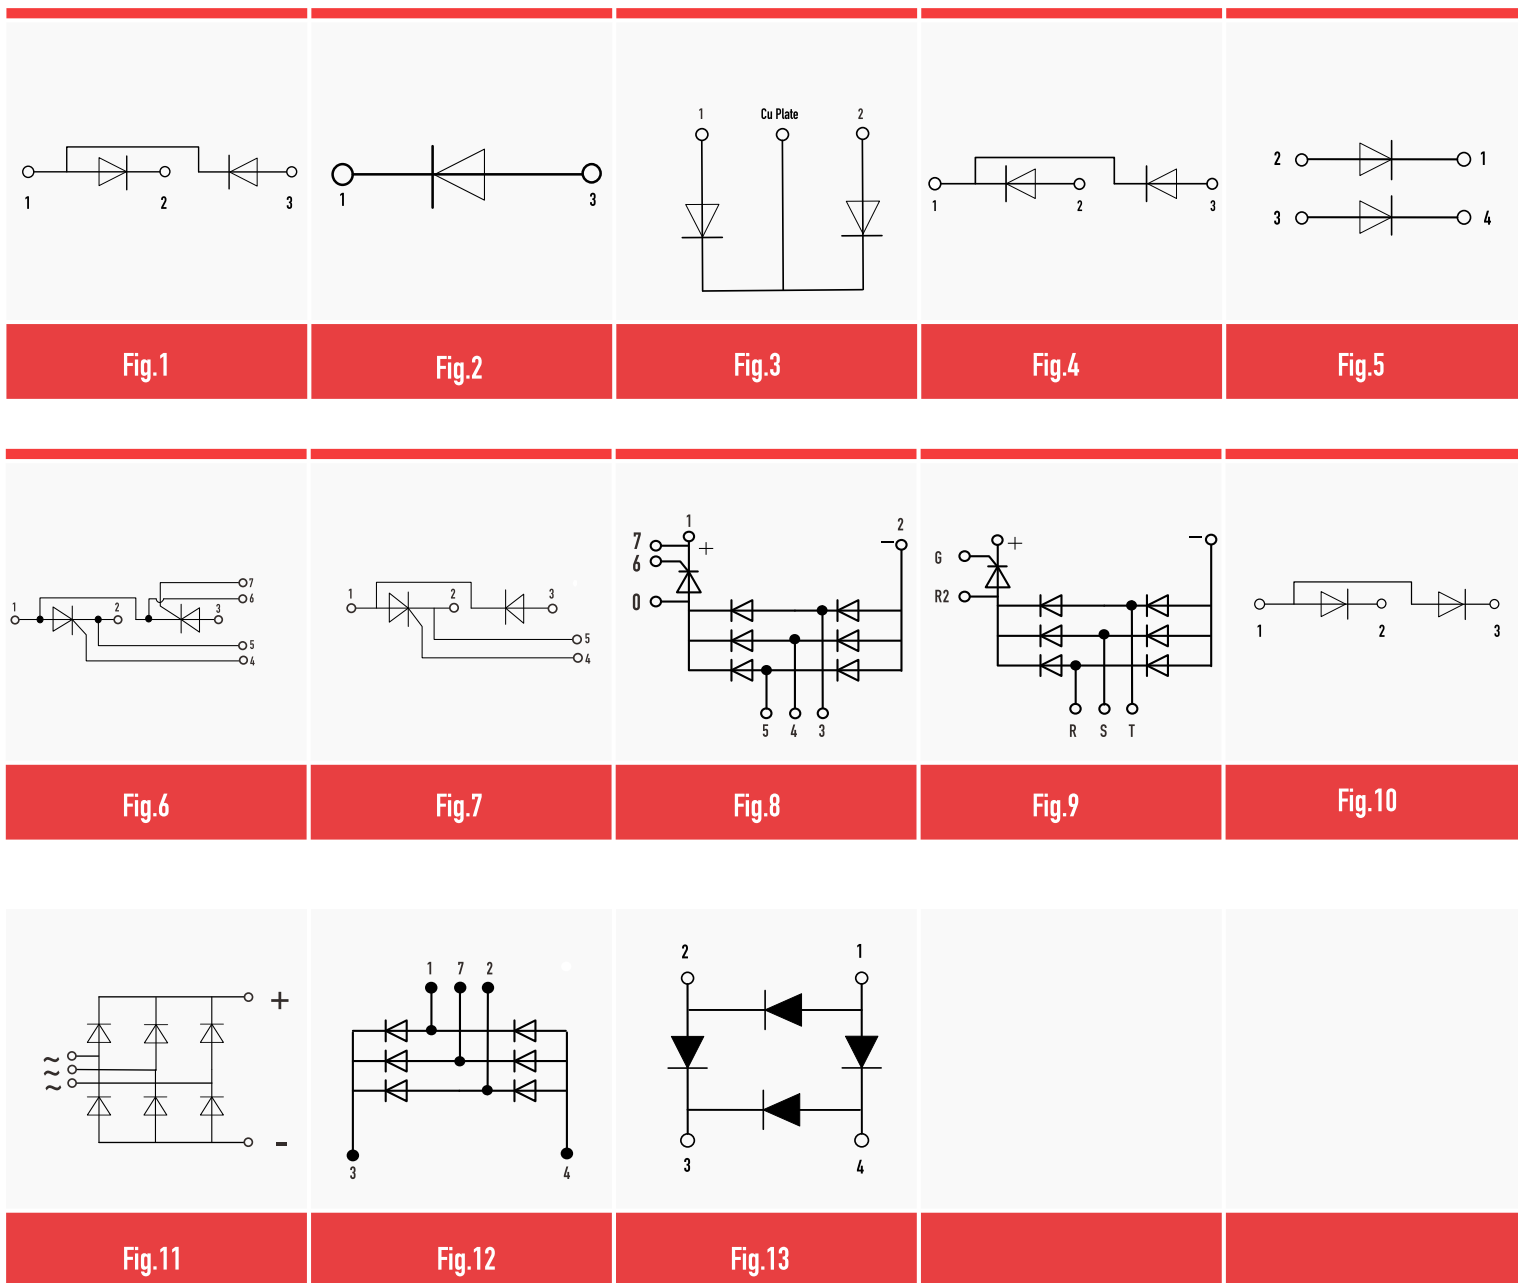 1 2 3
Fig.1
1 3
Fig.2
1 Cu Plate 2
Fig.3
1 2 3
Fig.4
2 1
3 4
Fig.5
7
6
1 2 3
5
4
Fig.6
1 2 3
5
4
Fig.7
1 2
7 + −
6
0
5 4 3
Fig.8
+ −
G
R2
R S T
Fig.9
1 2 3
Fig.10
+
~
~
~
-
Fig.11
1 7 2
3 4
Fig.12
2 1
3 4
Fig.13